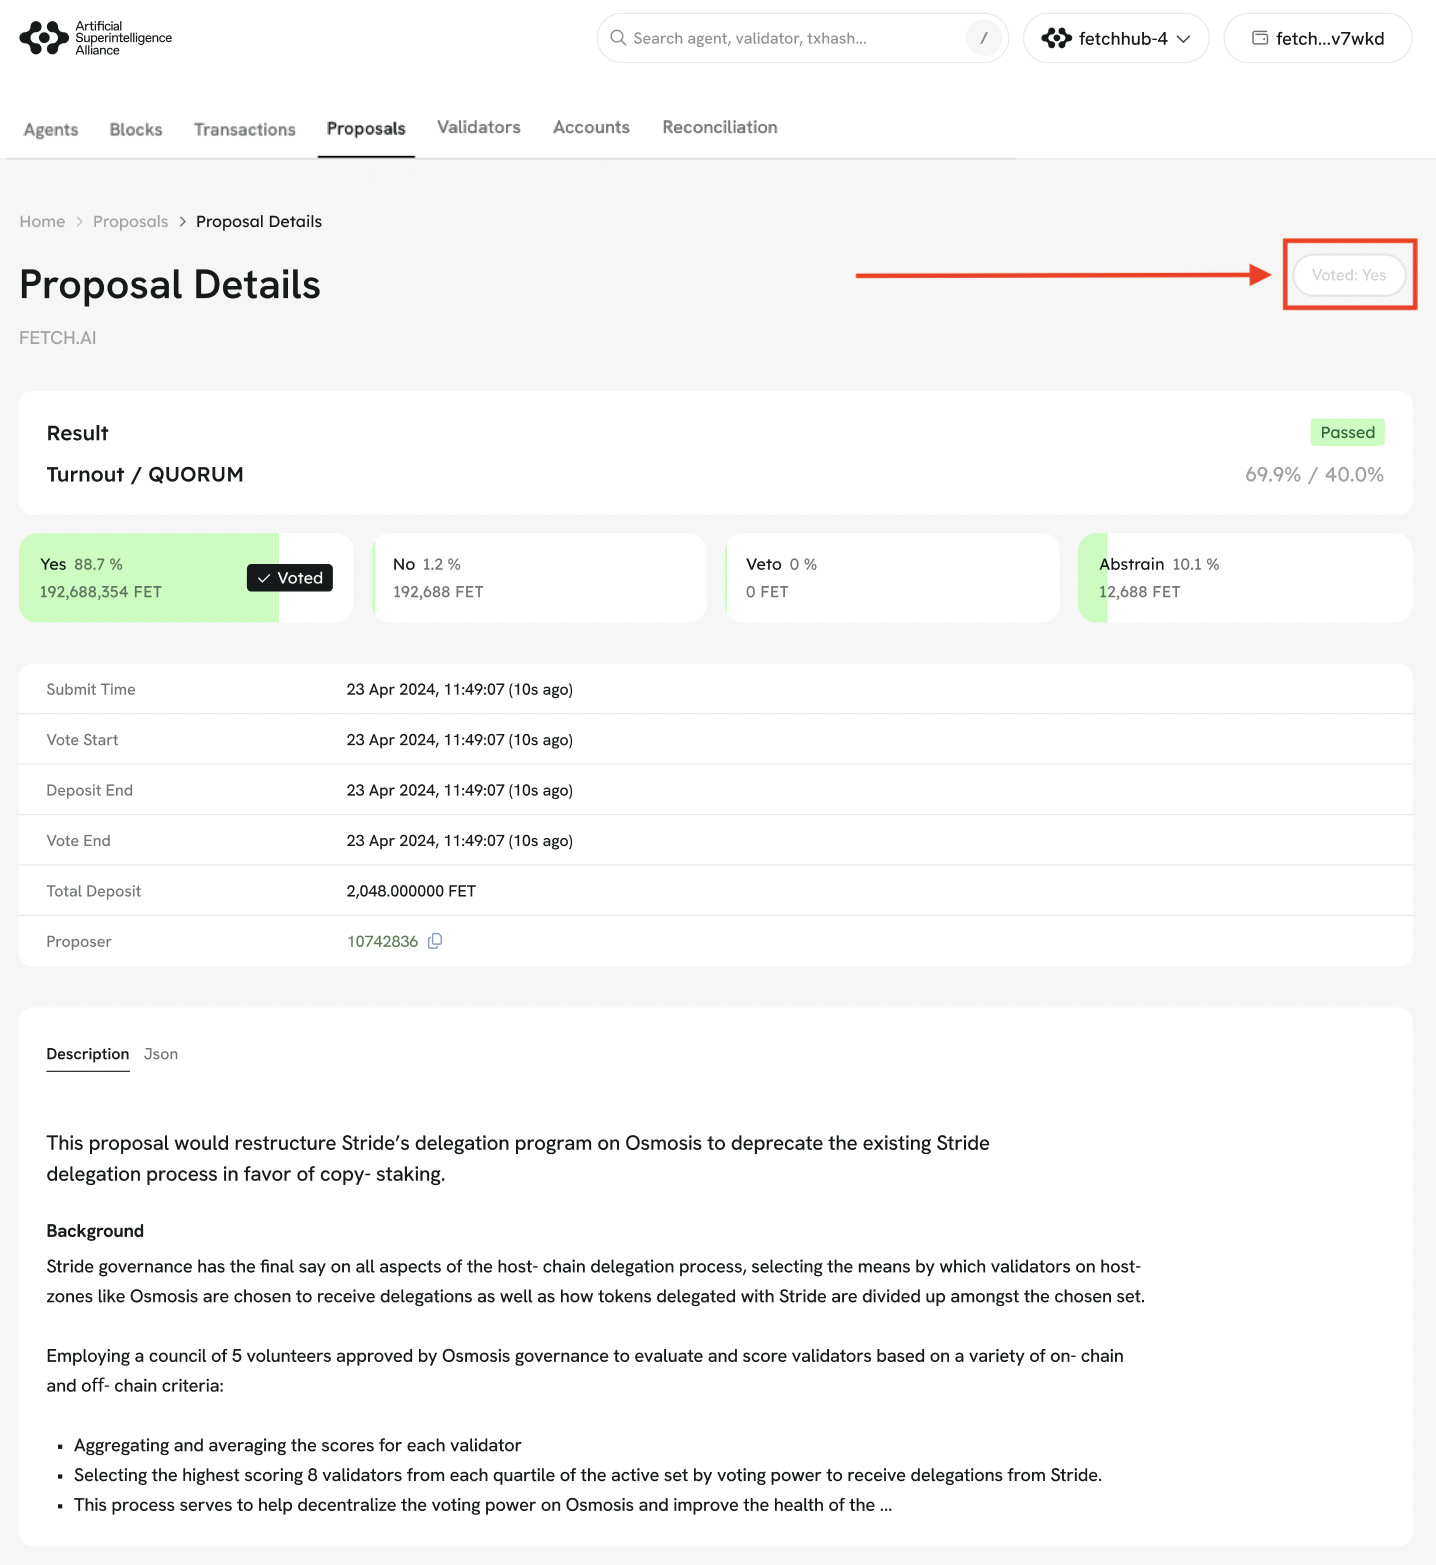 Artificial
Superintelligence
Alliance
Search agent, validator, txhash...
/
fetchhub-4
fetch...v7wkd
Agents
Blocks
Transactions
Proposals
Validators
Accounts
Reconciliation
Home > Proposals > Proposal Details
Proposal Details
Voted: Yes
FETCH.AI
Result
Passed
Turnout / QUORUM
69.9% / 40.0%
Yes 88.7 %
192,688,354 FET
Voted
No 1.2 %
192,688 FET
Veto 0 %
0 FET
Abstrain 10.1 %
12,688 FET
Submit Time
23 Apr 2024, 11:49:07 (10s ago)
Vote Start
23 Apr 2024, 11:49:07 (10s ago)
Deposit End
23 Apr 2024, 11:49:07 (10s ago)
Vote End
23 Apr 2024, 11:49:07 (10s ago)
Total Deposit
2,048.000000 FET
Proposer
10742836
Description
Json
This proposal would restructure Stride’s delegation program on Osmosis to deprecate the existing Stride
delegation process in favor of copy- staking.
Background
Stride governance has the final say on all aspects of the host- chain delegation process, selecting the means by which validators on host-
zones like Osmosis are chosen to receive delegations as well as how tokens delegated with Stride are divided up amongst the chosen set.
Employing a council of 5 volunteers approved by Osmosis governance to evaluate and score validators based on a variety of on- chain
and off- chain criteria:
▪ Aggregating and averaging the scores for each validator
▪ Selecting the highest scoring 8 validators from each quartile of the active set by voting power to receive delegations from Stride.
▪ This process serves to help decentralize the voting power on Osmosis and improve the health of the ...